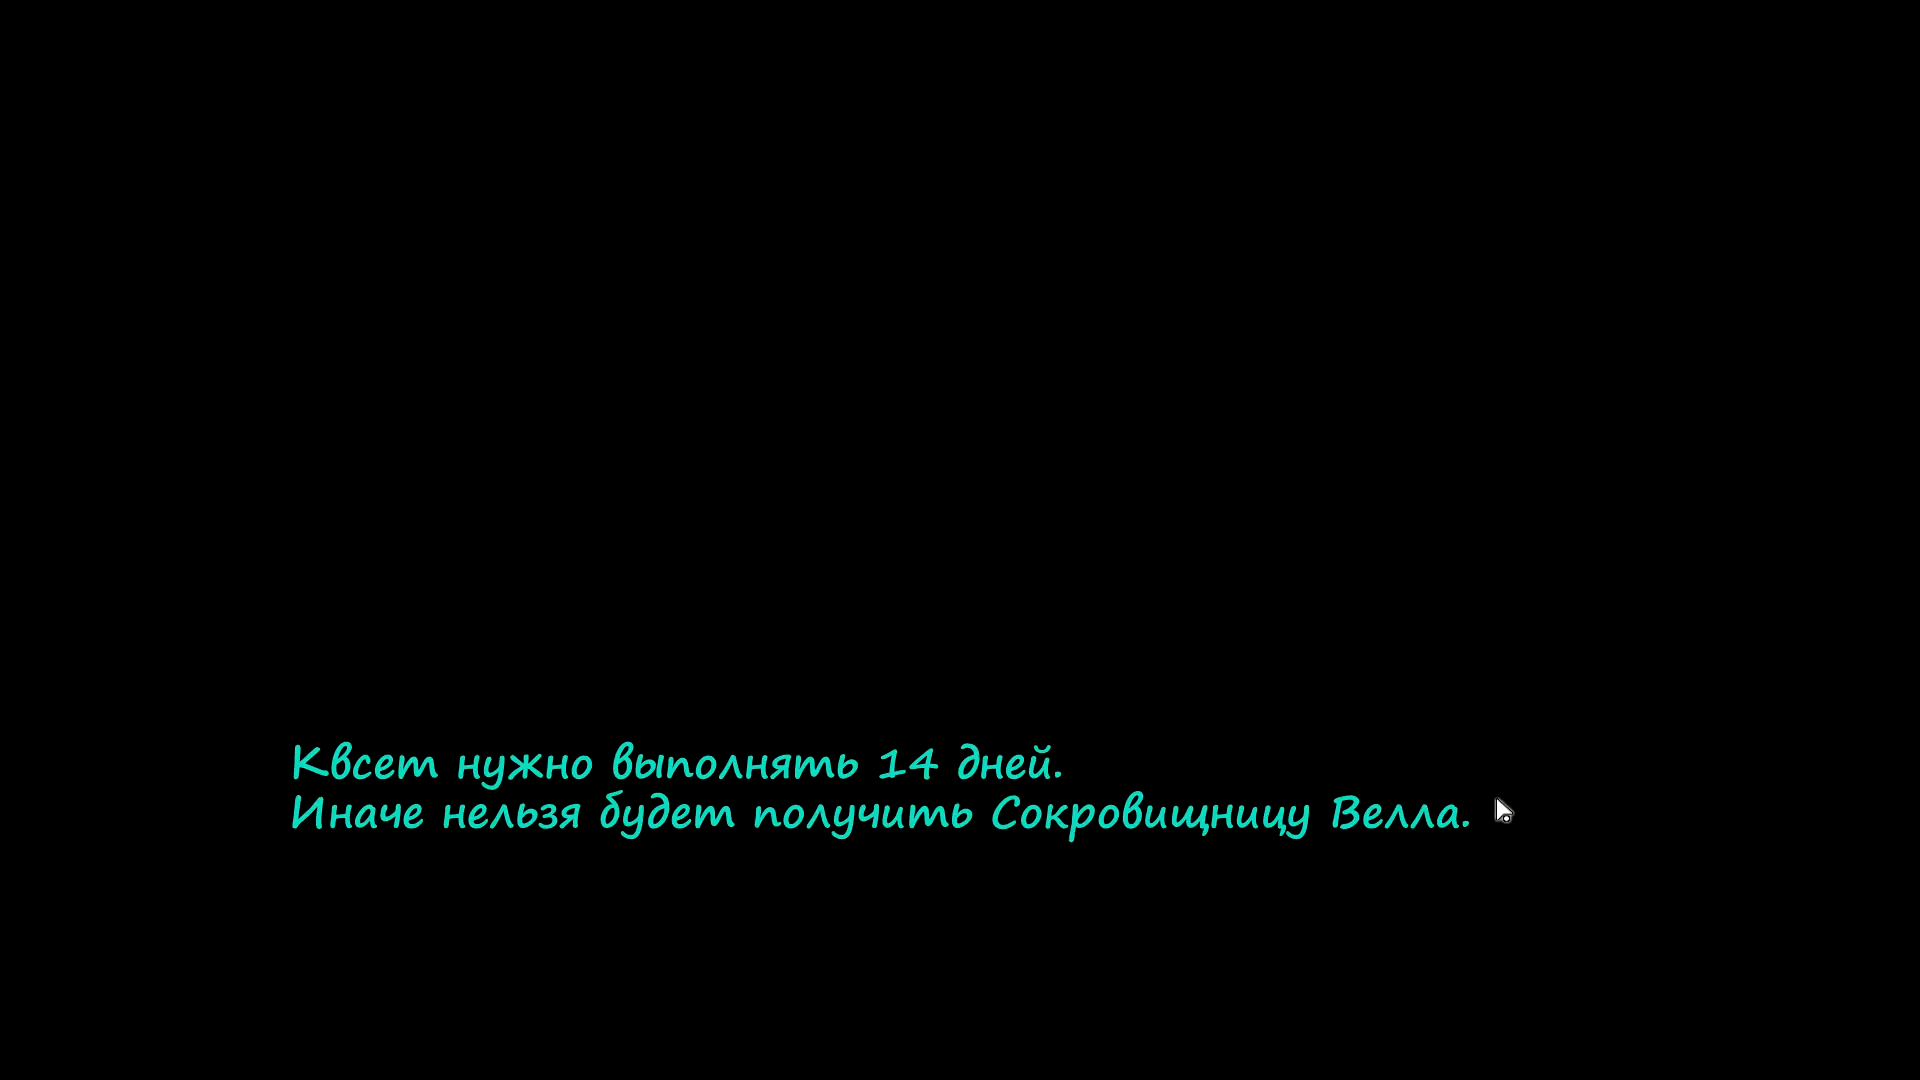 Квсет нужно выполнять 14 дней.
Иначе нельзя будет получить Сокровищницу Велла.